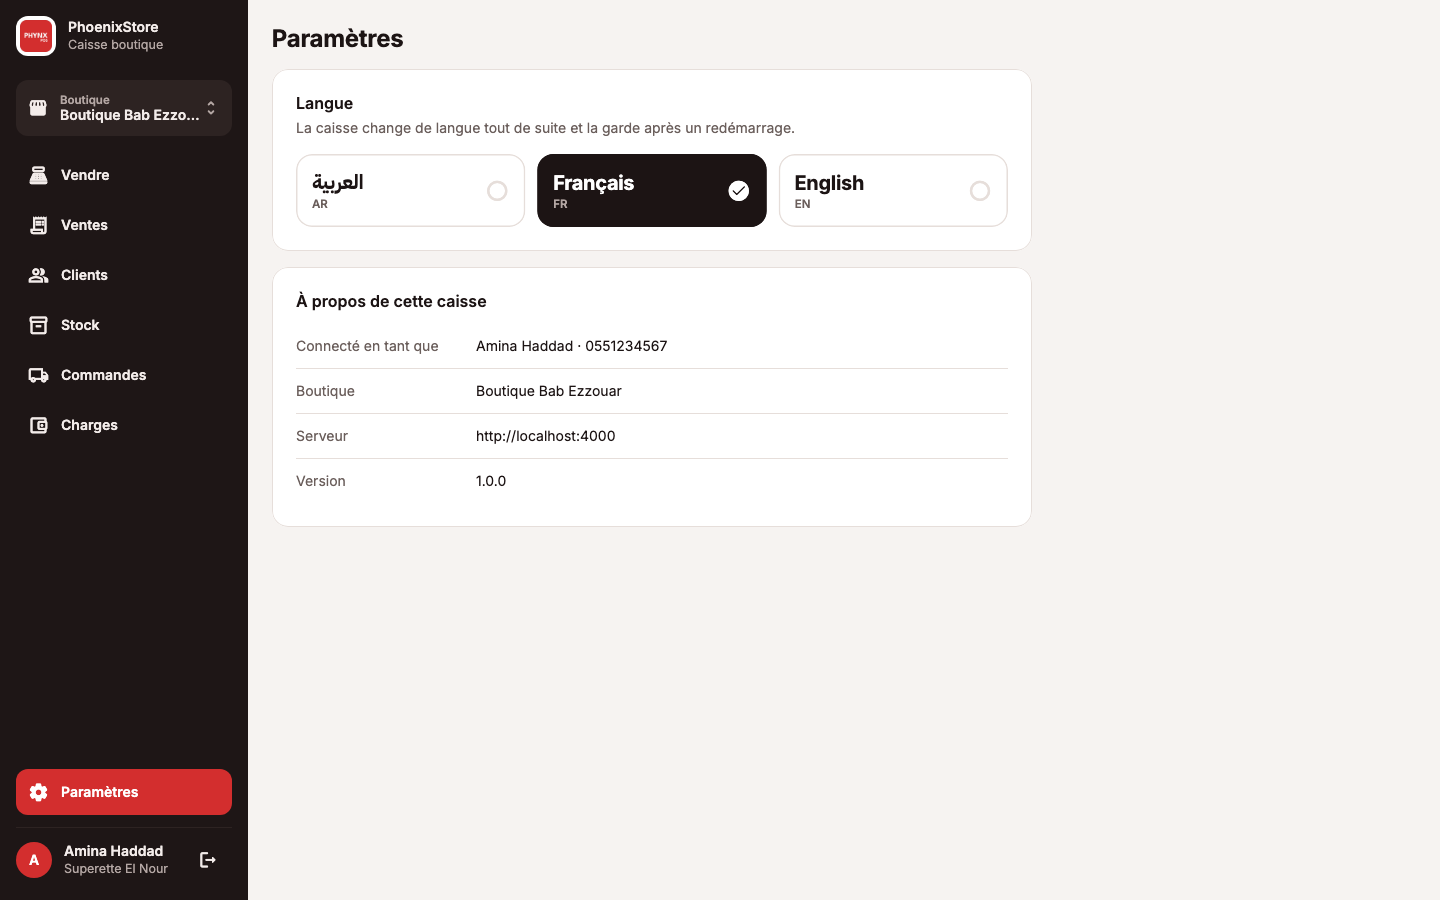 PHYNX
PhoenixStore
Caisse boutique
Boutique
Boutique Bab Ezzo...
Vendre
Ventes
Clients
Stock
Commandes
Charges
Paramètres
A
Amina Haddad
Superette El Nour
Paramètres
Langue
La caisse change de langue tout de suite et la garde après un redémarrage.
العربية
AR
Français
FR
English
EN
À propos de cette caisse
Connecté en tant que Amina Haddad · 0551234567
Boutique Boutique Bab Ezzouar
Serveur http://localhost:4000
Version 1.0.0